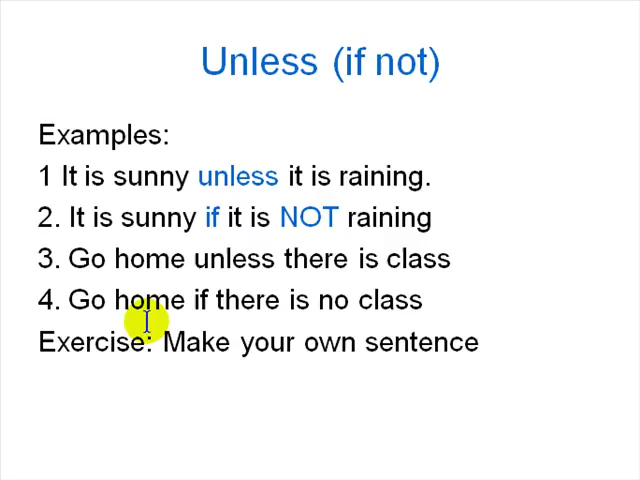 Unless (if not)
Examples:
1 It is sunny unless it is raining.
2. It is sunny if it is NOT raining
3. Go home unless there is class
4. Go home if there is no class
Exercise: Make your own sentence